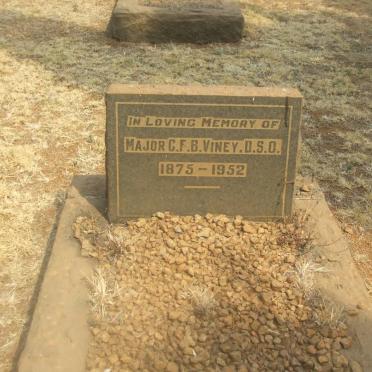 IN LOVING MEMORY OF
MAJOR C.F.B. VINEY. D.S.O.
1875 - 1952